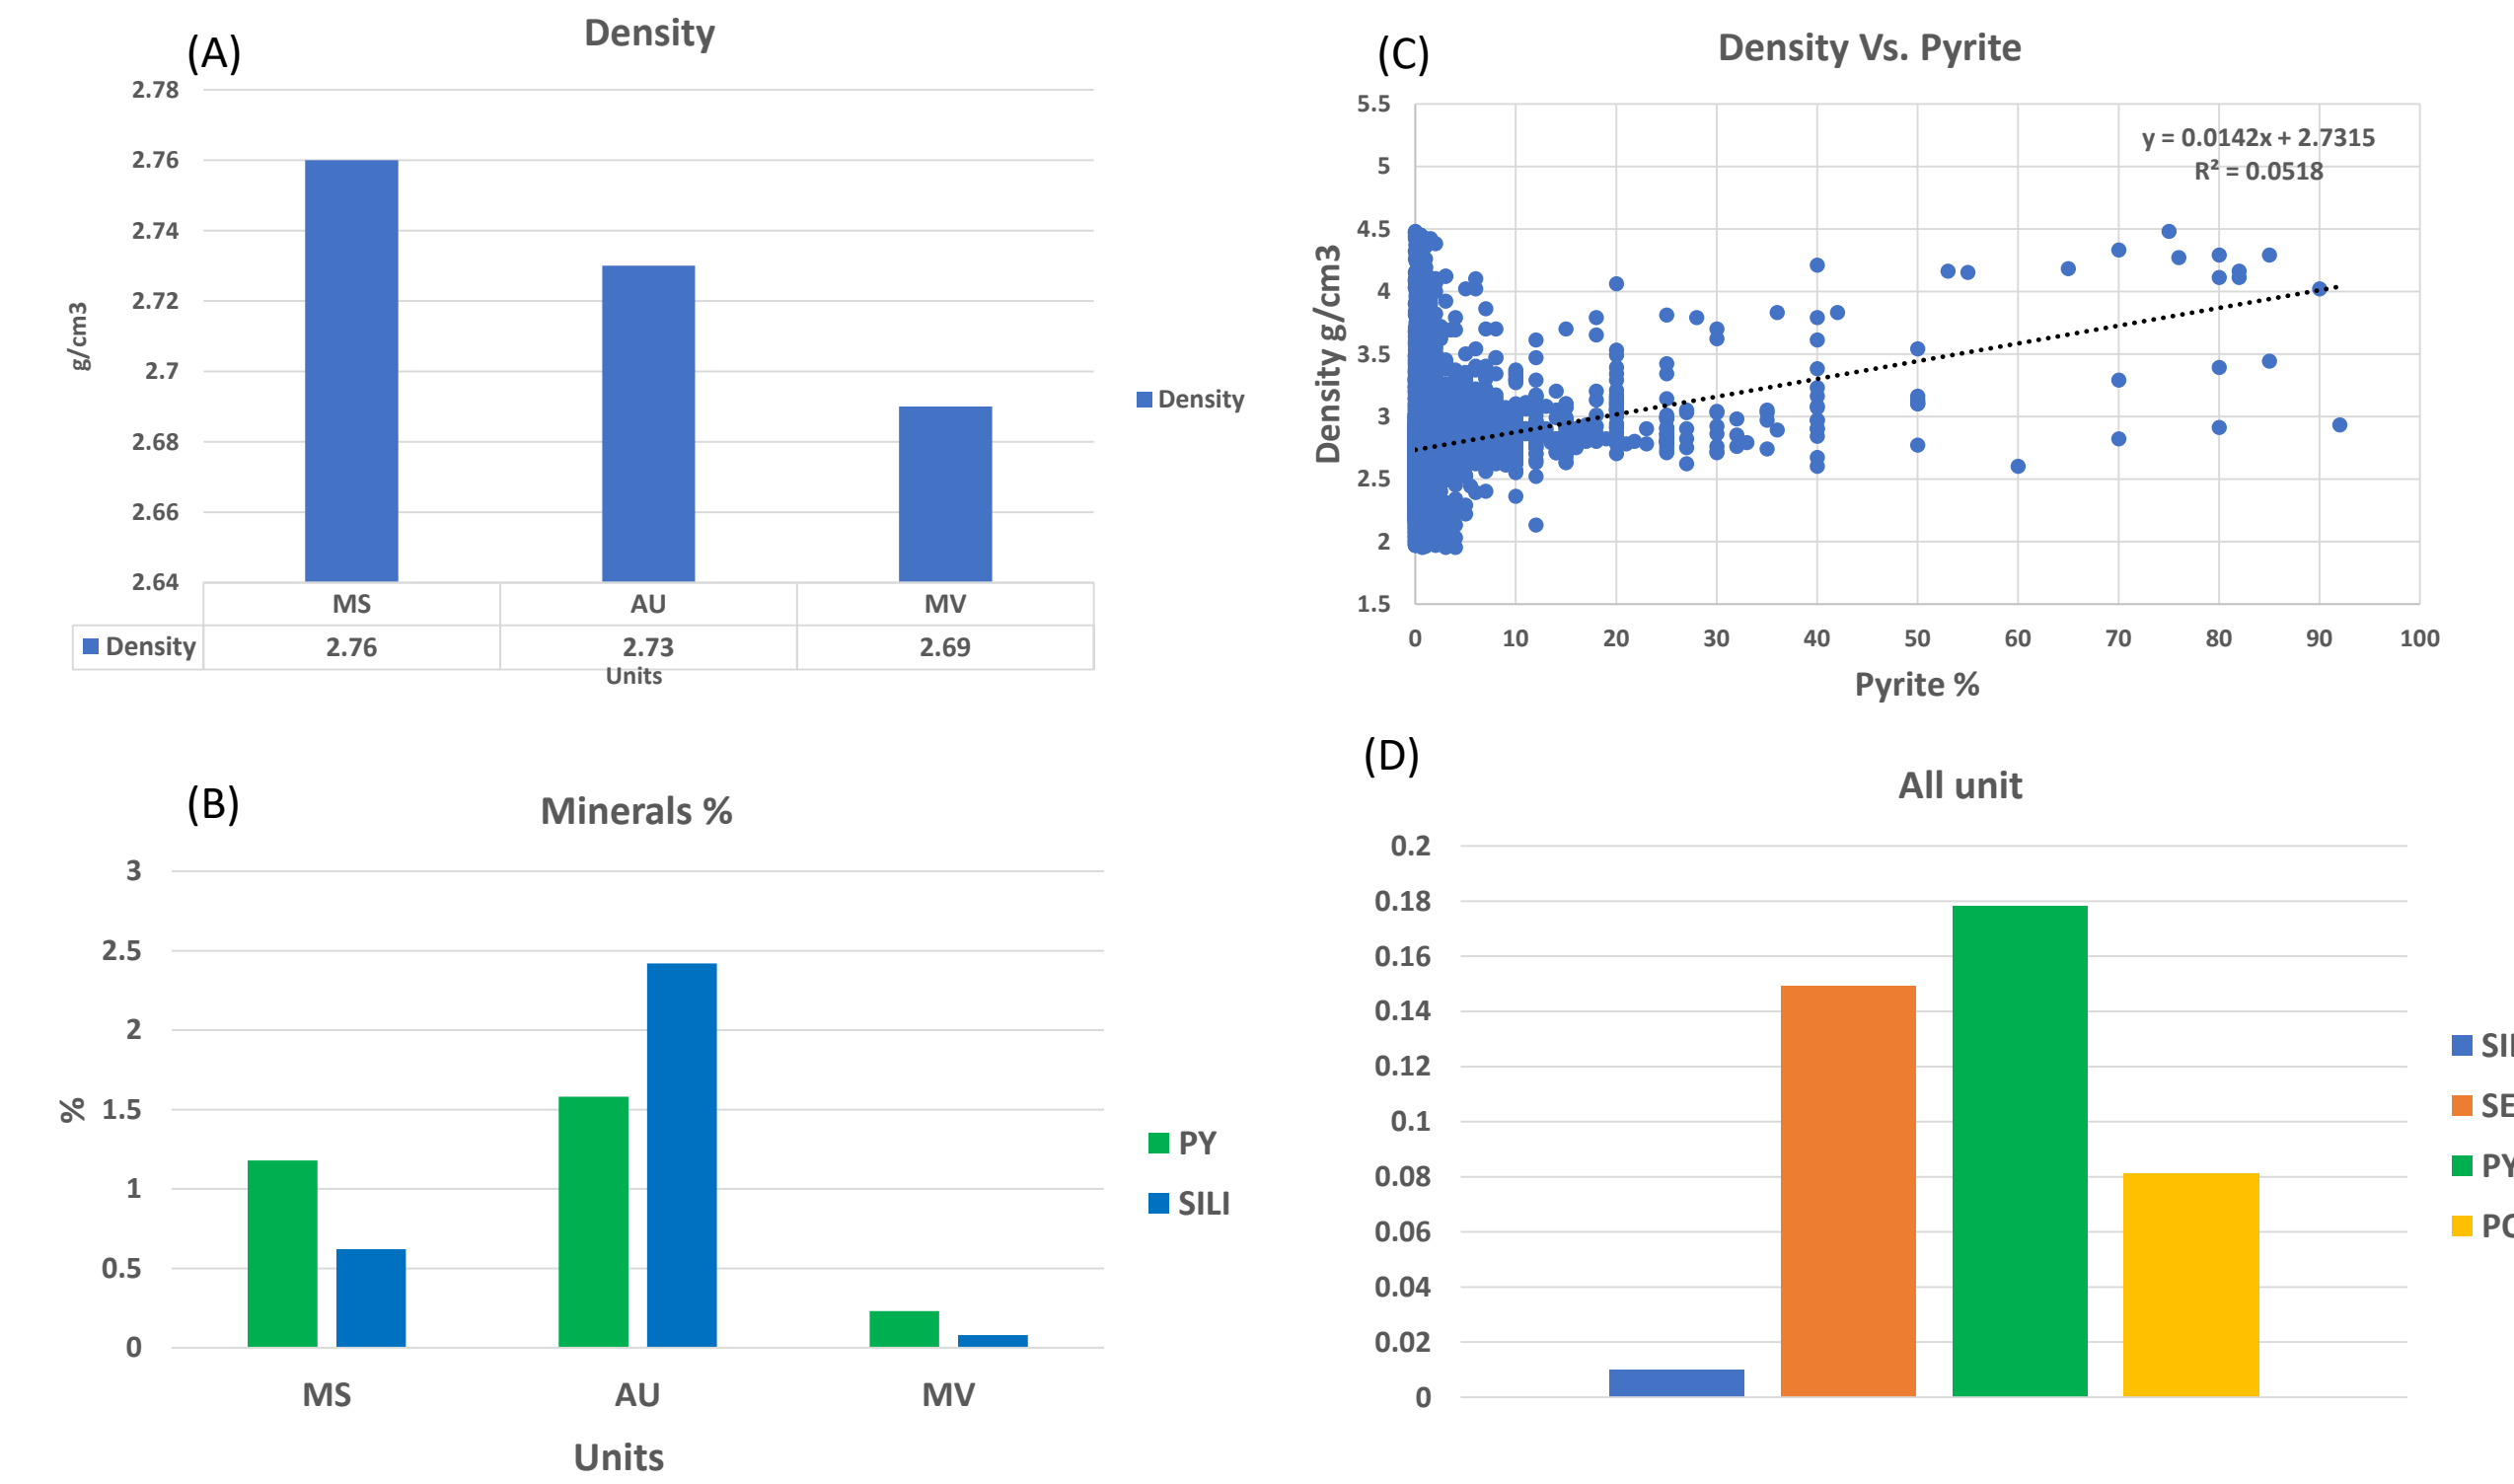 (A)
Density
2.78
2.76
2.74
2.72
2.7
2.68
2.66
2.64
g/cm3
MS AU MV
Density 2.76 2.73 2.69
Units
Density
(B)
Minerals %
3
2.5
2
1.5
1
0.5
0
%
MS AU MV
Units
PY
SILI
(C)
Density Vs. Pyrite
5.5
5
4.5
4
3.5
3
2.5
2
1.5
Density g/cm3
y = 0.0142x + 2.7315
R² = 0.0518
0 10 20 30 40 50 60 70 80 90 100
Pyrite %
(D)
All unit
0.2
0.18
0.16
0.14
0.12
0.1
0.08
0.06
0.04
0.02
0
SE
PY